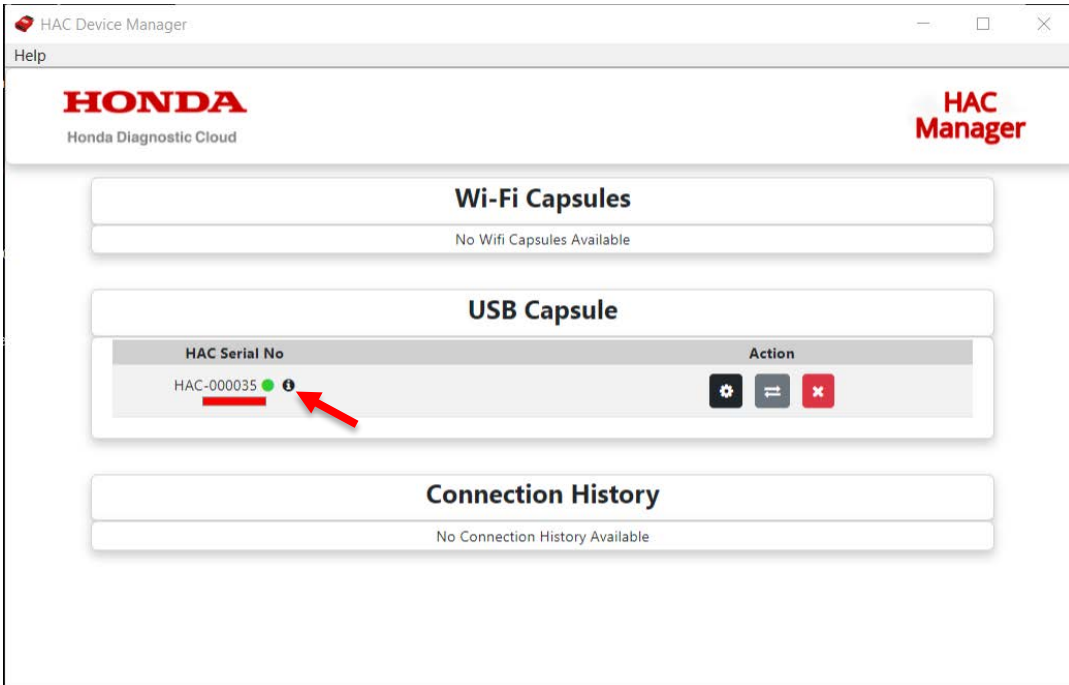 HAC Device Manager
Help
HONDA
Honda Diagnostic Cloud
HAC
Manager
Wi-Fi Capsules
No Wifi Capsules Available
USB Capsule
HAC Serial No Action
HAC-000035
Connection History
No Connection History Available